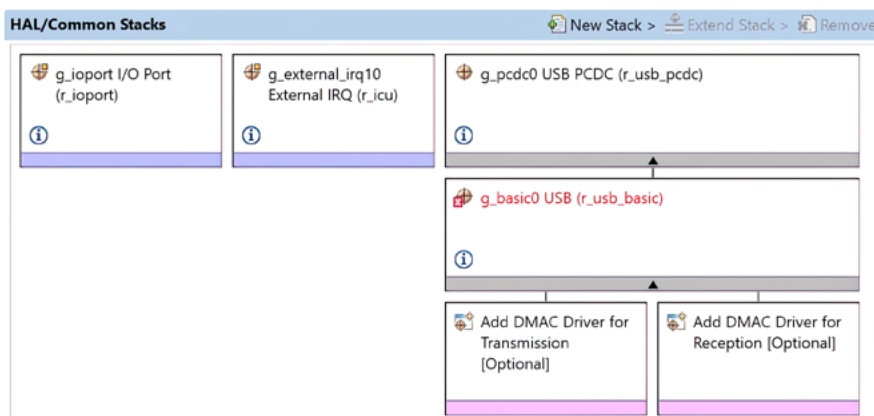 HAL/Common Stacks
New Stack >
Extend Stack >
Remove
g_ioport I/O Port
(r_ioport)
g_external_irq10
External IRQ (r_icu)
g_pcdc0 USB PCDC (r_usb_pcdc)
g_basic0 USB (r_usb_basic)
Add DMAC Driver for
Transmission
[Optional]
Add DMAC Driver for
Reception [Optional]